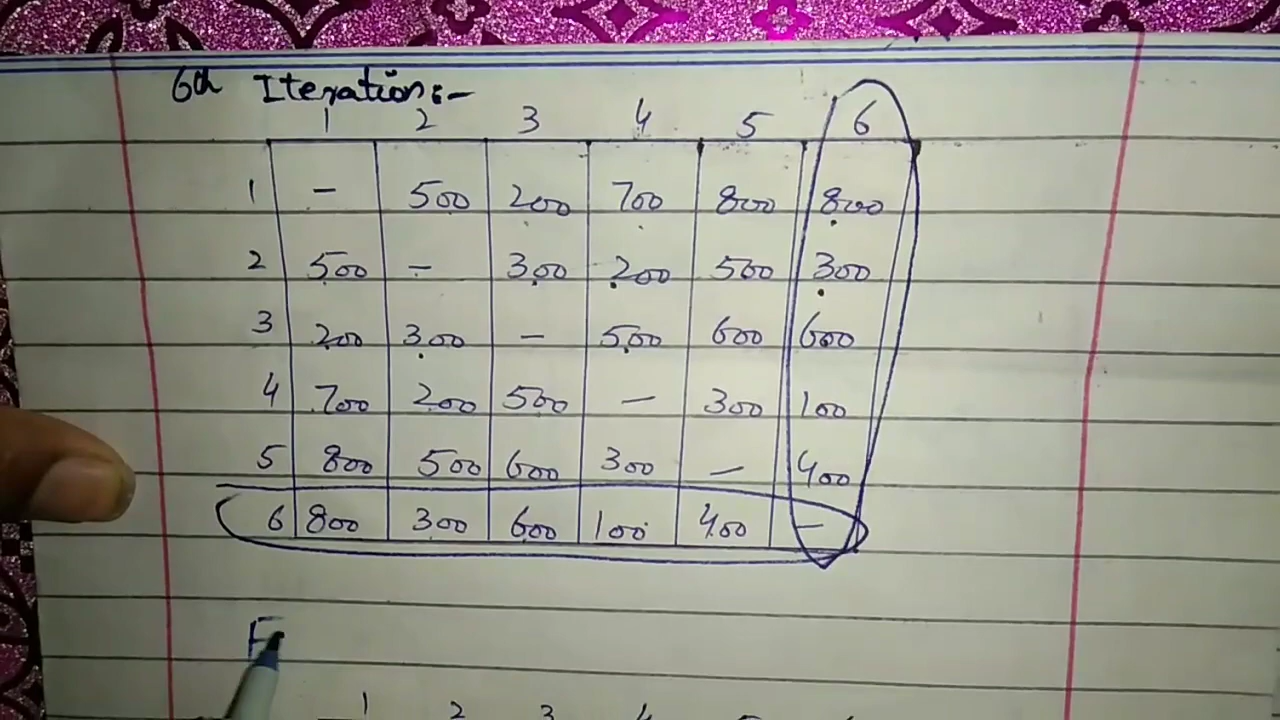 6th Iteration:-
1 2 3 4 5 6
1 - 500 200 700 800 800
2 500 - 300 200 500 300
3 200 300 - 500 600 600
4 700 200 500 - 300 100
5 800 500 600 300 - 400
6 800 300 600 100 400 -
F
1 2 3 4